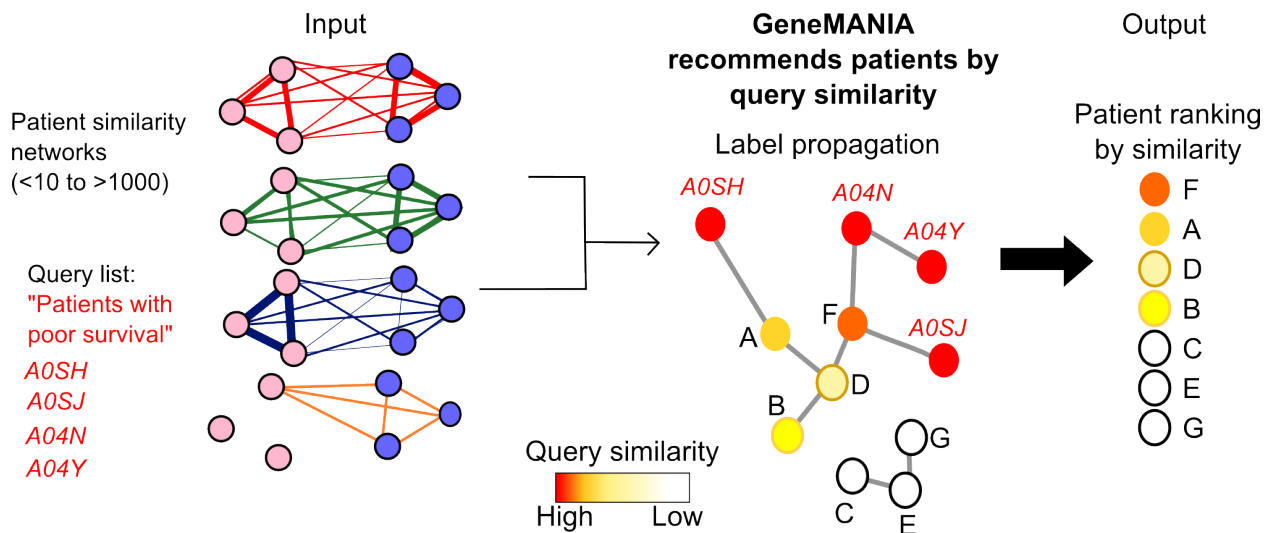 Input
Patient similarity
networks
(<10 to >1000)
Query list:
"Patients with
poor survival"
A0SH
A0SJ
A04N
A04Y
GeneMANIA
recommends patients by
query similarity
Label propagation
A0SH
A04N
A04Y
A
F
A0SJ
D
B
G
C
E
Query similarity
High
Low
Output
Patient ranking
by similarity
F
A
D
B
C
E
G